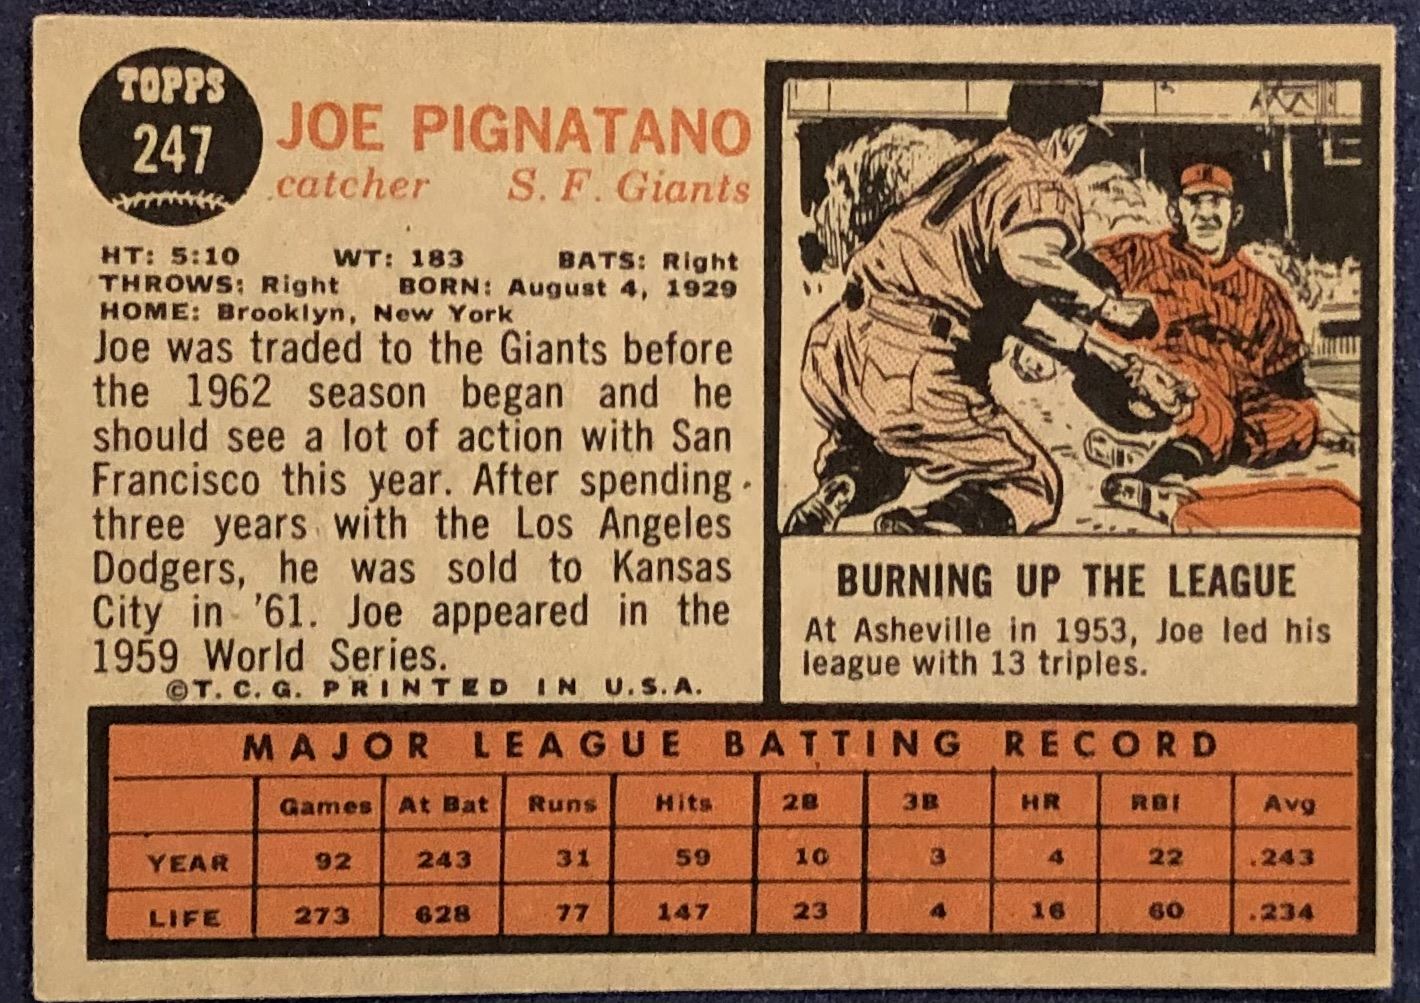 TOPPS
247
JOE PIGNATANO
catcher S. F. Giants
HT: 5:10 WT: 183 BATS: Right
THROWS: Right BORN: August 4, 1929
HOME: Brooklyn, New York
Joe was traded to the Giants before
the 1962 season began and he
should see a lot of action with San
Francisco this year. After spending
three years with the Los Angeles
Dodgers, he was sold to Kansas
City in '61. Joe appeared in the
1959 World Series.
©T. C. G. PRINTED IN U.S.A.
BURNING UP THE LEAGUE
At Asheville in 1953, Joe led his
league with 13 triples.
MAJOR LEAGUE BATTING RECORD
Games At Bat Runs Hits 2B 3B HR RBI Avg
YEAR 92 243 31 59 10 3 4 22 .243
LIFE 273 628 77 147 23 4 16 60 .234